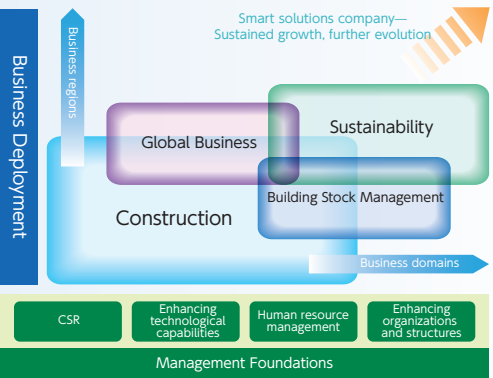 Smart solutions company—
Sustained growth, further evolution
Business Deployment
Business regions
Global Business
Sustainability
Building Stock Management
Construction
Business domains
CSR
Enhancing
technological
capabilities
Human resource
management
Enhancing
organizations
and structures
Management Foundations